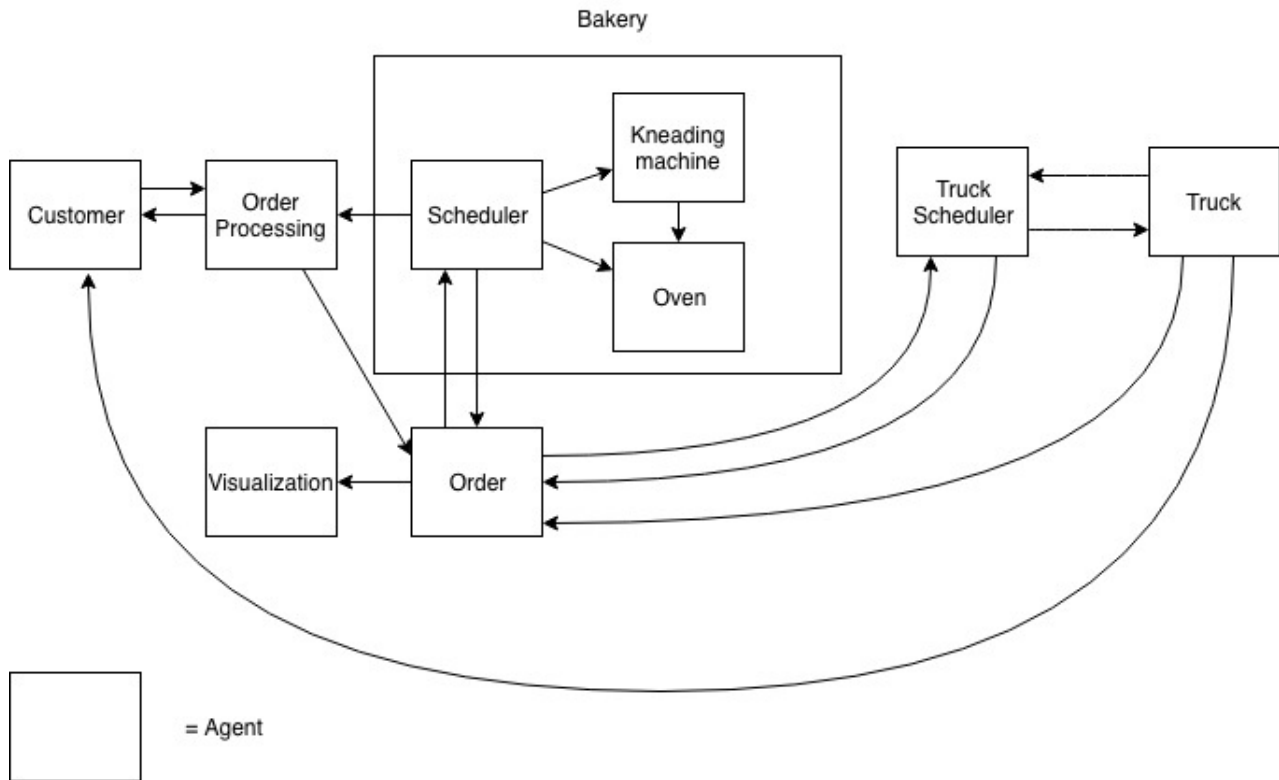 Bakery
Kneading
machine
Customer
Order
Processing
Scheduler
Truck
Scheduler
Truck
Oven
Visualization
Order
= Agent